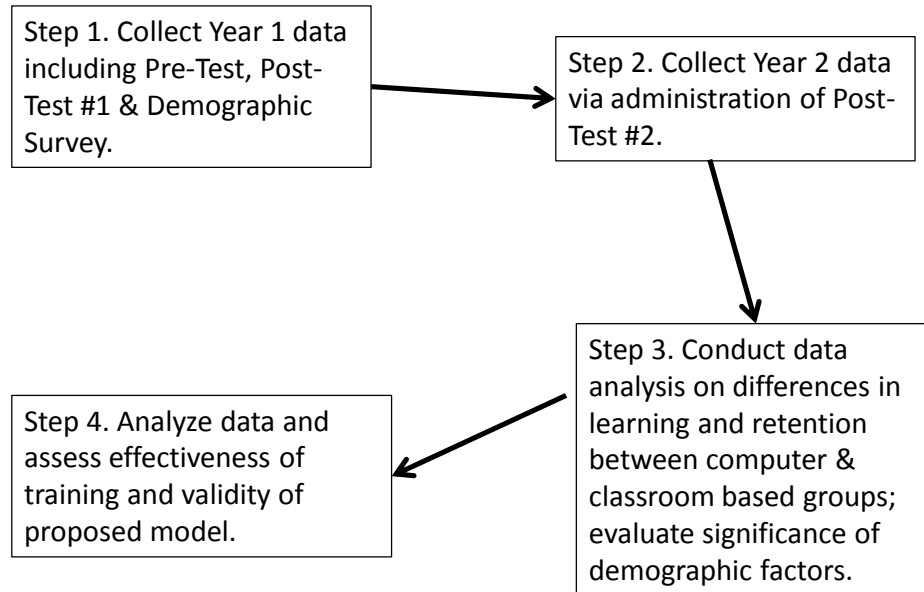 Step 1. Collect Year 1 data
including Pre-Test, Post-
Test #1 & Demographic
Survey.
Step 2. Collect Year 2 data
via administration of Post-
Test #2.
Step 3. Conduct data
analysis on differences in
learning and retention
between computer &
classroom based groups;
evaluate significance of
demographic factors.
Step 4. Analyze data and
assess effectiveness of
training and validity of
proposed model.